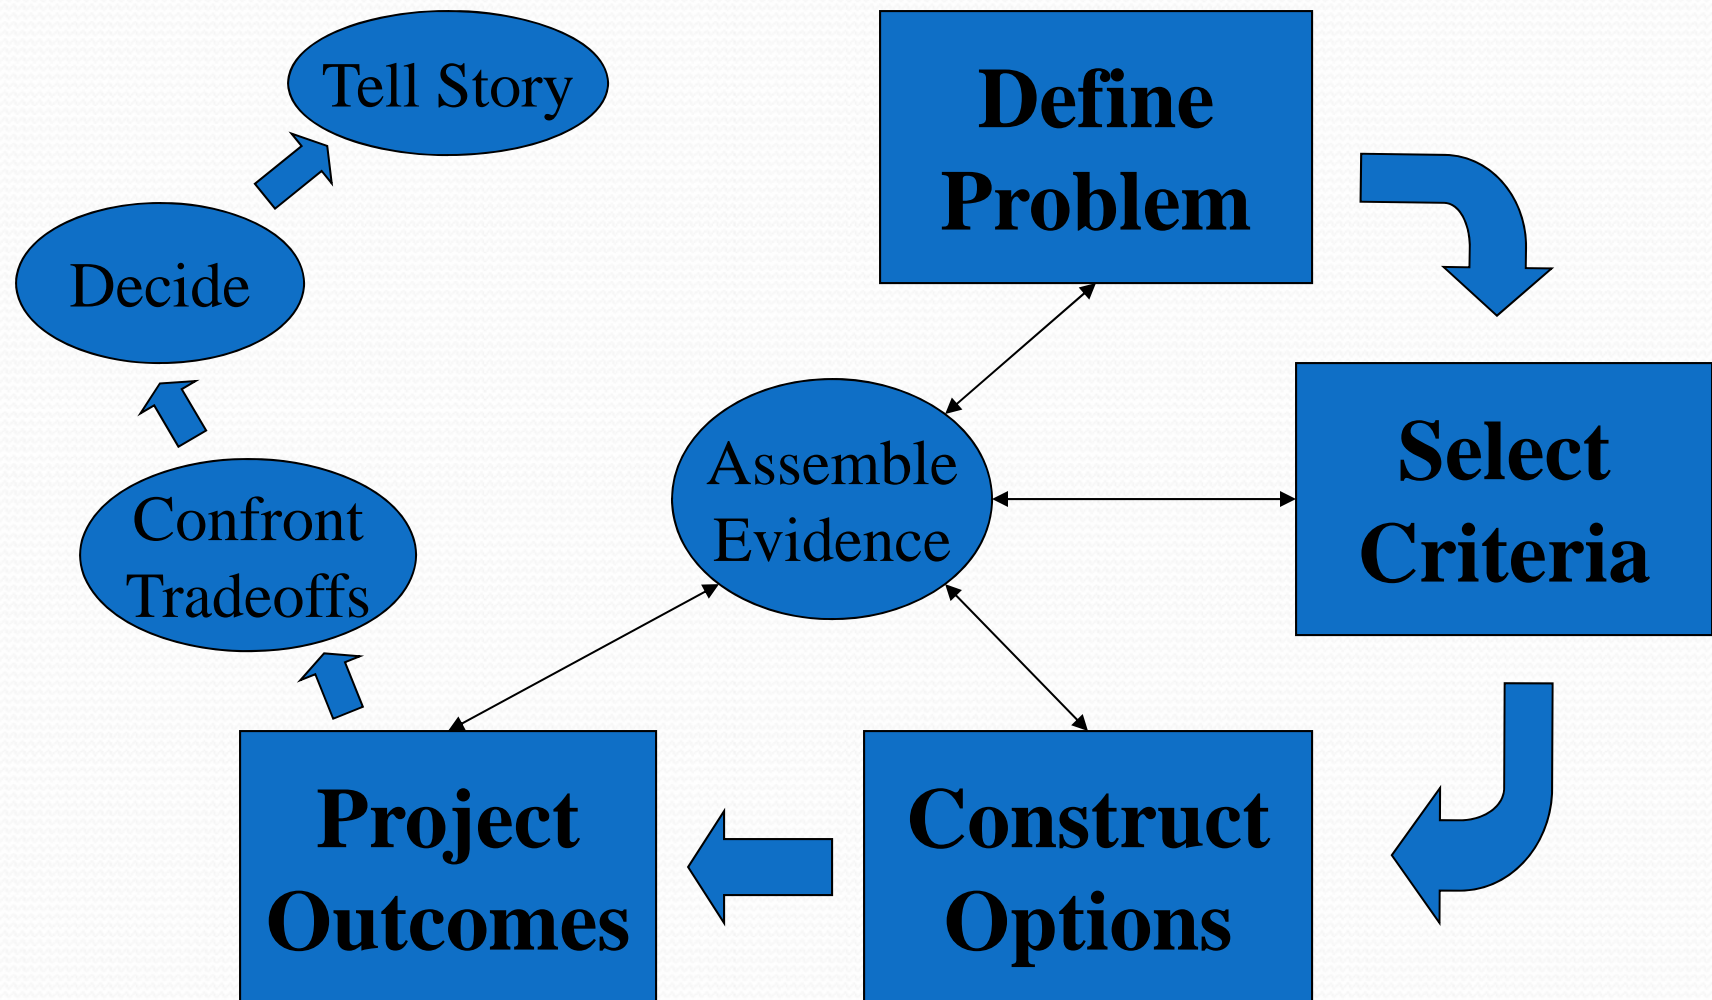 Tell Story
Define
Problem
Decide
Assemble
Evidence
Select
Criteria
Confront
Tradeoffs
Project
Outcomes
Construct
Options